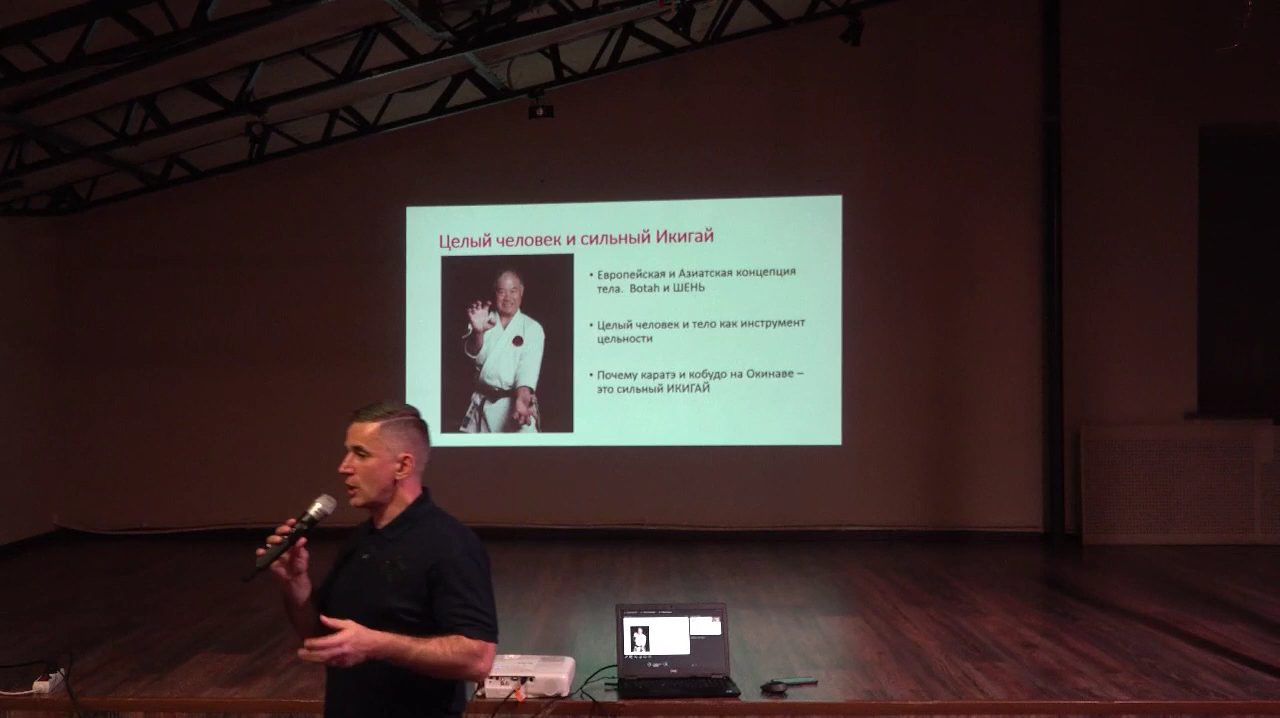 Целый человек и сильный Икигай
• Европейская и Азиатская концепция
тела. Botah и ШЕНЬ
• Целый человек и тело как инструмент
цельности
• Почему каратэ и кобудо на Окинаве –
это сильный ИКИГАЙ